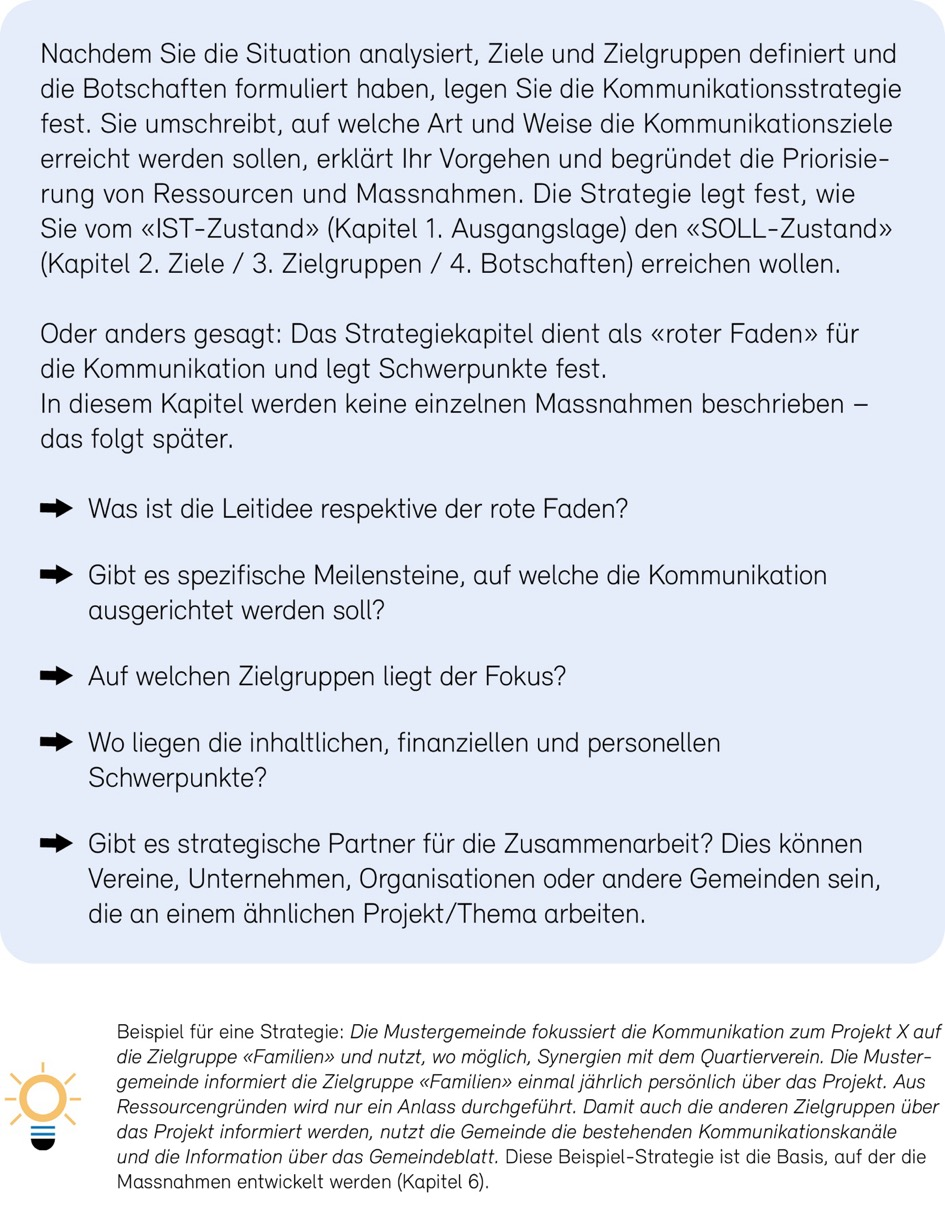 Nachdem Sie die Situation analysiert, Ziele und Zielgruppen definiert und
die Botschaften formuliert haben, legen Sie die Kommunikationsstrategie
fest. Sie umschreibt, auf welche Art und Weise die Kommunikationsziele
erreicht werden sollen, erklärt Ihr Vorgehen und begründet die Priorisie-
rung von Ressourcen und Massnahmen. Die Strategie legt fest, wie
Sie vom «IST-Zustand» (Kapitel 1. Ausgangslage) den «SOLL-Zustand»
(Kapitel 2. Ziele / 3. Zielgruppen / 4. Botschaften) erreichen wollen.
Oder anders gesagt: Das Strategiekapitel dient als «roter Faden» für
die Kommunikation und legt Schwerpunkte fest.
In diesem Kapitel werden keine einzelnen Massnahmen beschrieben –
das folgt später.
Was ist die Leitidee respektive der rote Faden?
Gibt es spezifische Meilensteine, auf welche die Kommunikation
ausgerichtet werden soll?
Auf welchen Zielgruppen liegt der Fokus?
Wo liegen die inhaltlichen, finanziellen und personellen
Schwerpunkte?
Gibt es strategische Partner für die Zusammenarbeit? Dies können
Vereine, Unternehmen, Organisationen oder andere Gemeinden sein,
die an einem ähnlichen Projekt/Thema arbeiten.
Beispiel für eine Strategie: Die Mustergemeinde fokussiert die Kommunikation zum Projekt X auf
die Zielgruppe «Familien» und nutzt, wo möglich, Synergien mit dem Quartierverein. Die Muster-
gemeinde informiert die Zielgruppe «Familien» einmal jährlich persönlich über das Projekt. Aus
Ressourcengründen wird nur ein Anlass durchgeführt. Damit auch die anderen Zielgruppen über
das Projekt informiert werden, nutzt die Gemeinde die bestehenden Kommunikationskanäle
und die Information über das Gemeindeblatt. Diese Beispiel-Strategie ist die Basis, auf der die
Massnahmen entwickelt werden (Kapitel 6).